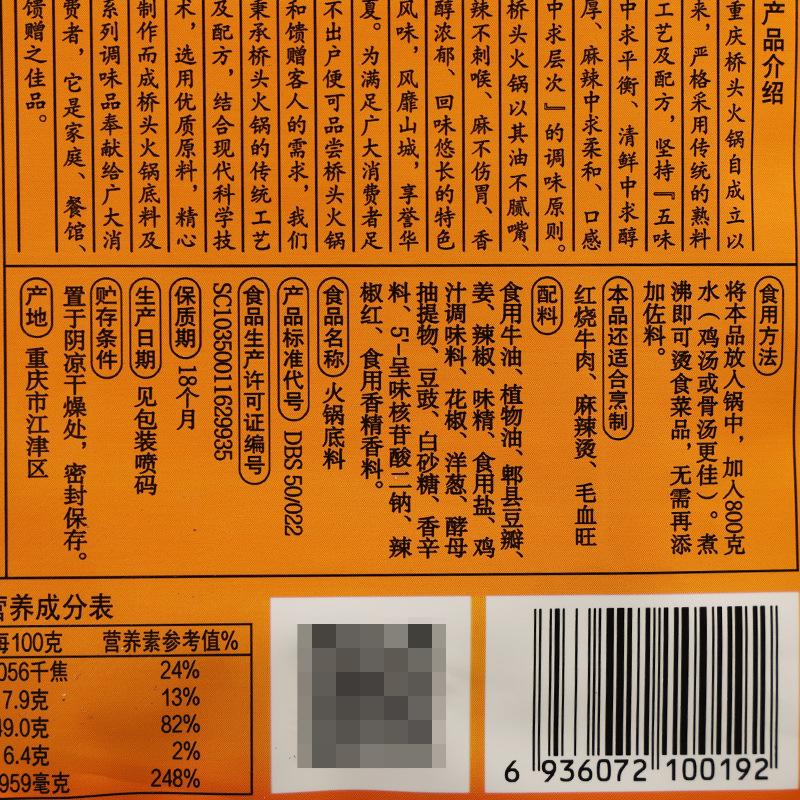 产品介绍
重庆桥头火锅自成立以
来，严格采用传统的熟料
工艺及配方，坚持『五味
中求平衡、清鲜中求醇
厚、麻辣中求柔和、口感
中求层次』的调味原则。
桥头火锅以其油不腻嘴、
辣不刺喉、麻不伤胃、香
醇浓郁、回味悠长的特色
风味，风靡山城，享誉华
夏。为满足广大消费者足
不出户便可品尝桥头火锅
和馈赠客人的需求，我们
秉承桥头火锅的传统工艺
及配方，结合现代科学技
术，选用优质原料，精心
制作而成桥头火锅底料及
系列调味品奉献给广大消
费者，它是家庭、餐馆、
馈赠之佳品。
食用方法
将本品放入锅中，加入800克
水（鸡汤或骨汤更佳）。煮
沸即可烫食菜品，无需再添
加佐料。
本品还适合烹制
红烧牛肉、麻辣烫、毛血旺
配料
食用牛油、植物油、郫县豆瓣、
姜、辣椒、味精、食用盐、鸡
汁调味料、花椒、洋葱、酵母
抽提物、豆豉、白砂糖、香辛
料、5'-呈味核苷酸二钠、辣
椒红、食用香精香料。
食品名称 火锅底料
产品标准代号 DBS 50/022
食品生产许可证编号
SC10350011629935
保质期 18个月
生产日期 见包装喷码
贮存条件
置于阴凉干燥处，密封保存。
产地 重庆市江津区
营养成分表
每100克 营养素参考值%
056千焦 24%
7.9克 13%
49.0克 82%
6.4克 2%
959毫克 248%
6 936072 100192